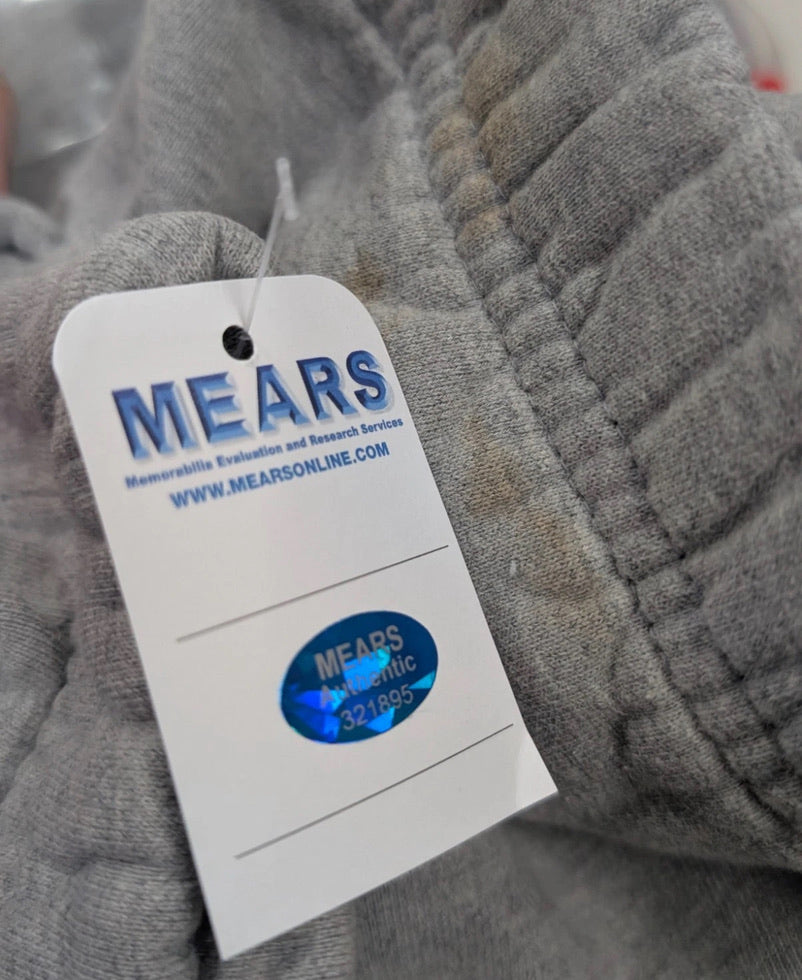 MEARS
Memorabilia Evaluation and Research Services
WWW.MEARSONLINE.COM
MEARS
Authentic
321895